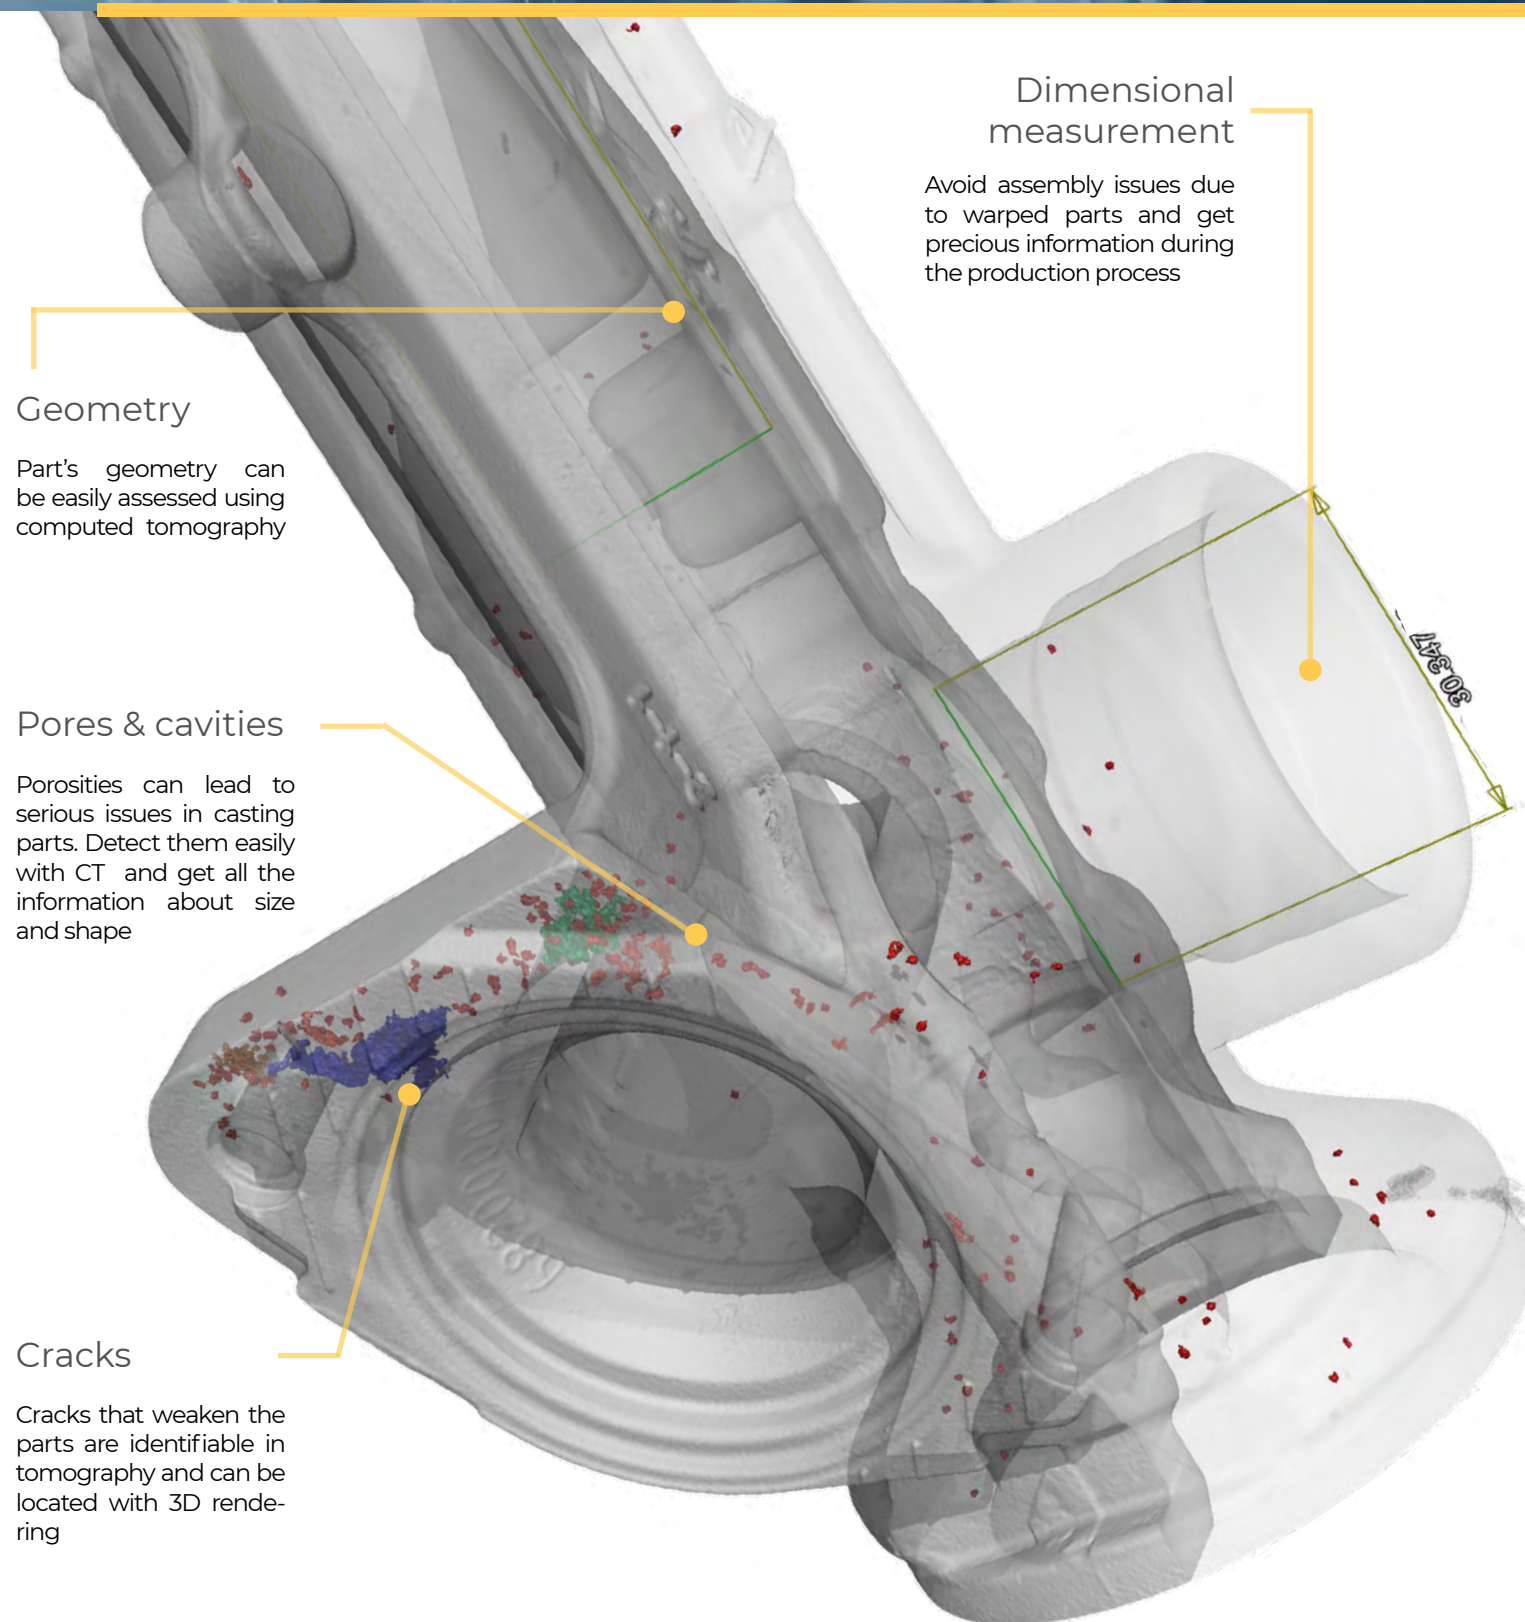 Dimensional
measurement
Avoid assembly issues due
to warped parts and get
precious information during
the production process
Geometry
Part's geometry can
be easily assessed using
computed tomography
30.347
Pores & cavities
Porosities can lead to
serious issues in casting
parts. Detect them easily
with CT and get all the
information about size
and shape
Cracks
Cracks that weaken the
parts are identifiable in
tomography and can be
located with 3D rende-
ring